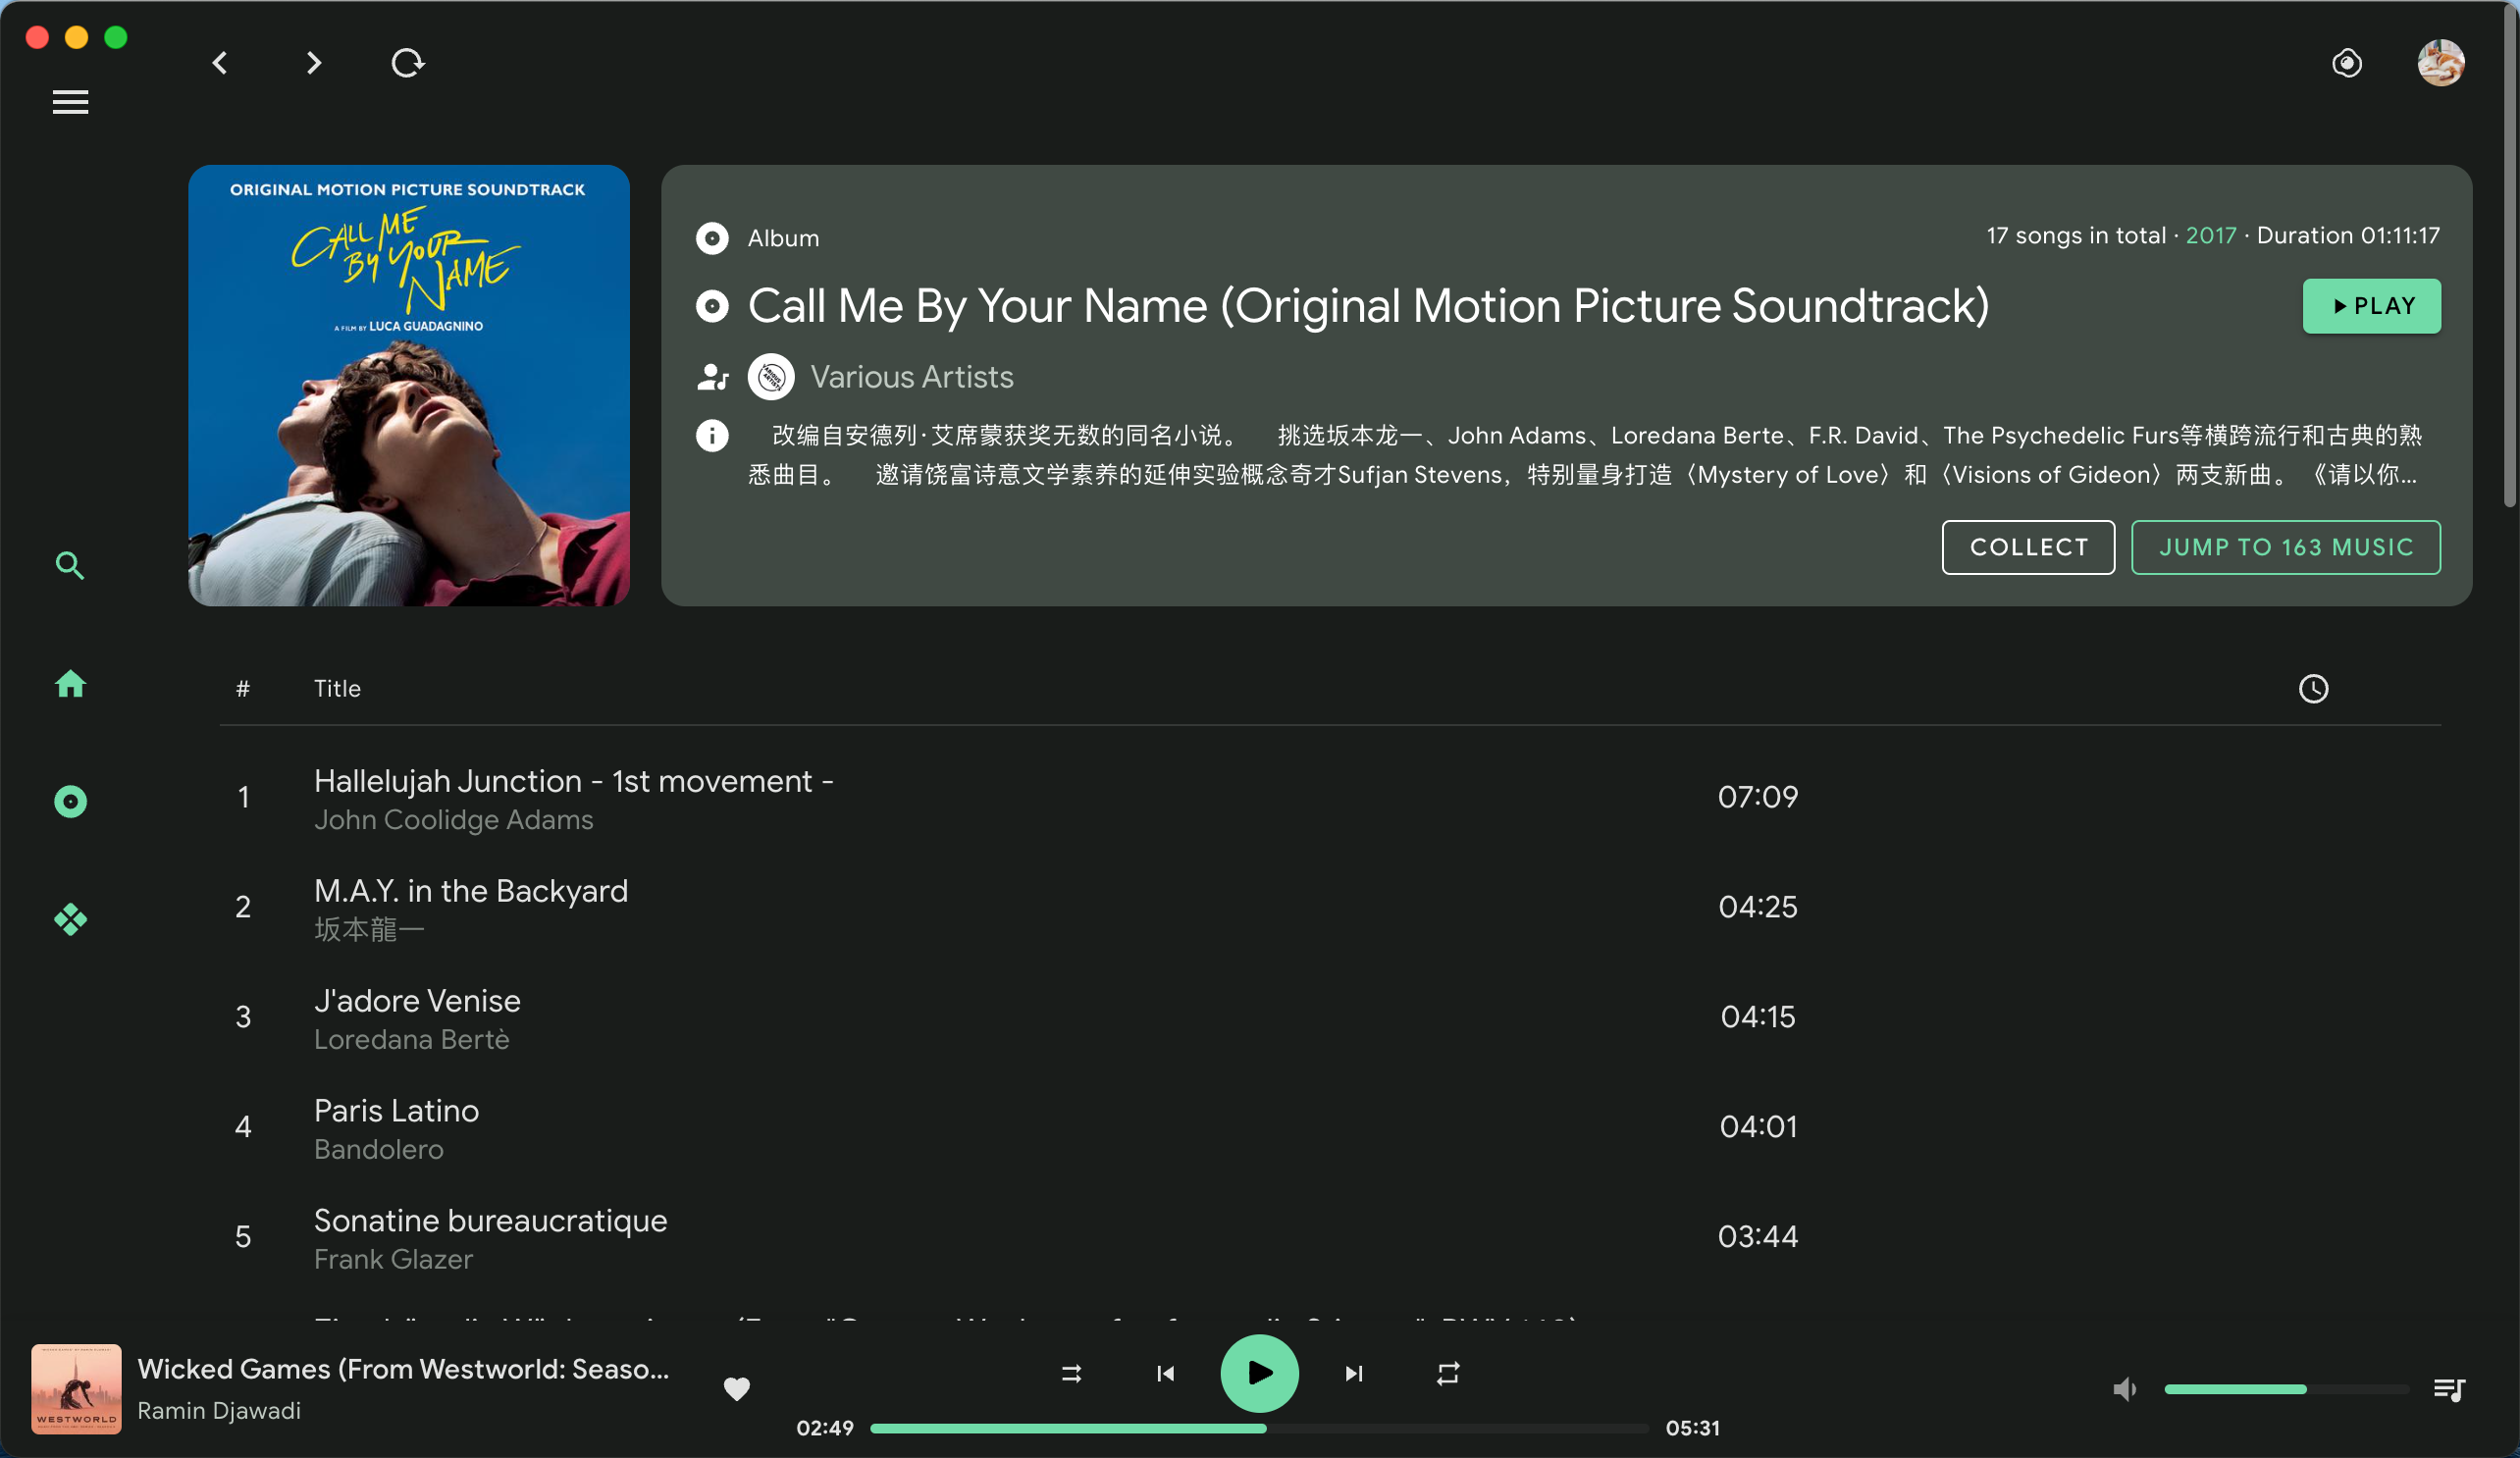 ORIGINAL MOTION PICTURE SOUNDTRACK
CALL ME
BY YOUR
NAME
A FILM BY LUCA GUADAGNINO
Album
17 songs in total · 2017 · Duration 01:11:17
Call Me By Your Name (Original Motion Picture Soundtrack)
PLAY
VARIOUS ARTISTS
Various Artists
改编自安德列·艾席蒙获奖无数的同名小说。 挑选坂本龙一、John Adams、Loredana Berte、F.R. David、The Psychedelic Furs等横跨流行和古典的熟
悉曲目。 邀请饶富诗意文学素养的延伸实验概念奇才Sufjan Stevens，特别量身打造〈Mystery of Love〉和〈Visions of Gideon〉两支新曲。 《请以你...
COLLECT
JUMP TO 163 MUSIC
# Title
1 Hallelujah Junction - 1st movement - 07:09
John Coolidge Adams
2 M.A.Y. in the Backyard 04:25
坂本龍一
3 J'adore Venise 04:15
Loredana Bertè
4 Paris Latino 04:01
Bandolero
5 Sonatine bureaucratique 03:44
Frank Glazer
WESTWORLD
Wicked Games (From Westworld: Seaso...
Ramin Djawadi
02:49
05:31